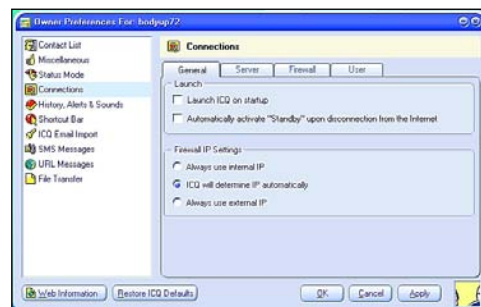 Owner Preferences For: bodyup72
Contact List
Miscellaneous
Status Mode
Connections
History, Alerts & Sounds
Shortcut Bar
ICQ Email Import
SMS Messages
URL Messages
File Transfer
Connections
General Server Firewall User
Launch
Launch ICQ on startup
Automatically activate "Standby" upon disconnection from the Internet
Firewall IP Settings
Always use internal IP
ICQ will determine IP automatically
Always use external IP
Web Information Restore ICQ Defaults OK Cancel Apply